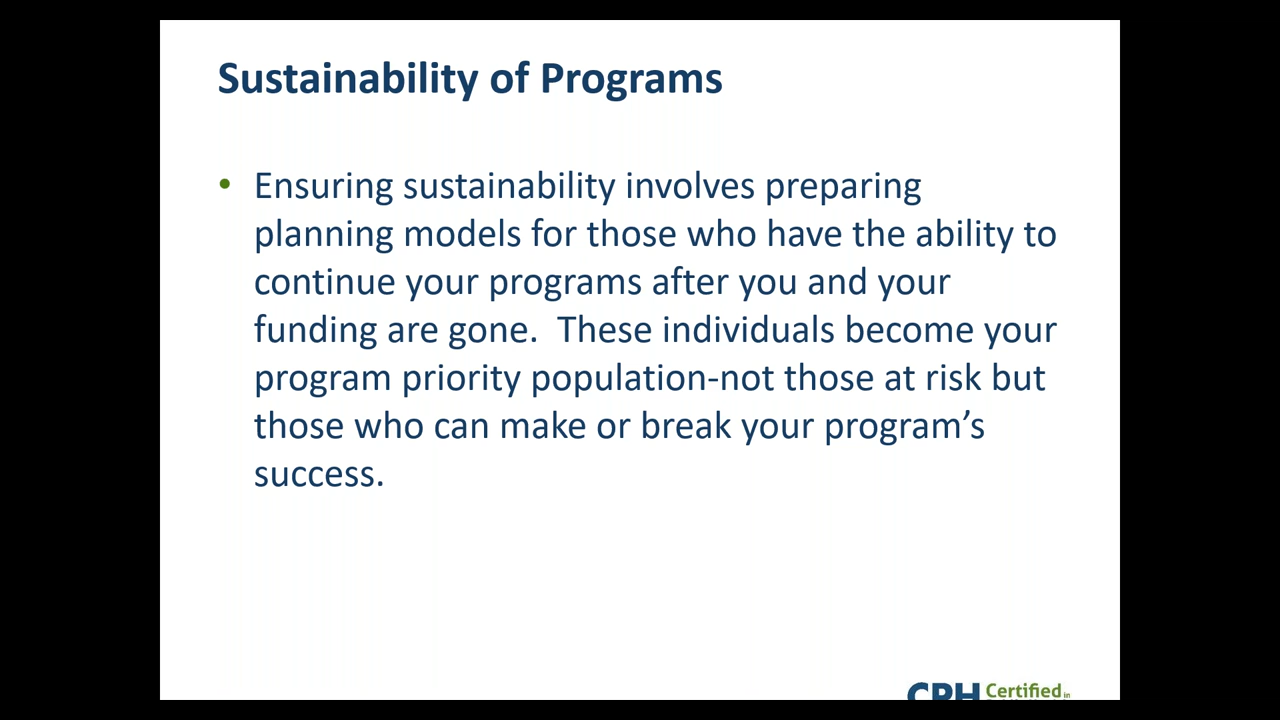 Sustainability of Programs
• Ensuring sustainability involves preparing
planning models for those who have the ability to
continue your programs after you and your
funding are gone.  These individuals become your
program priority population-not those at risk but
those who can make or break your program’s
success.
CPH Certified in